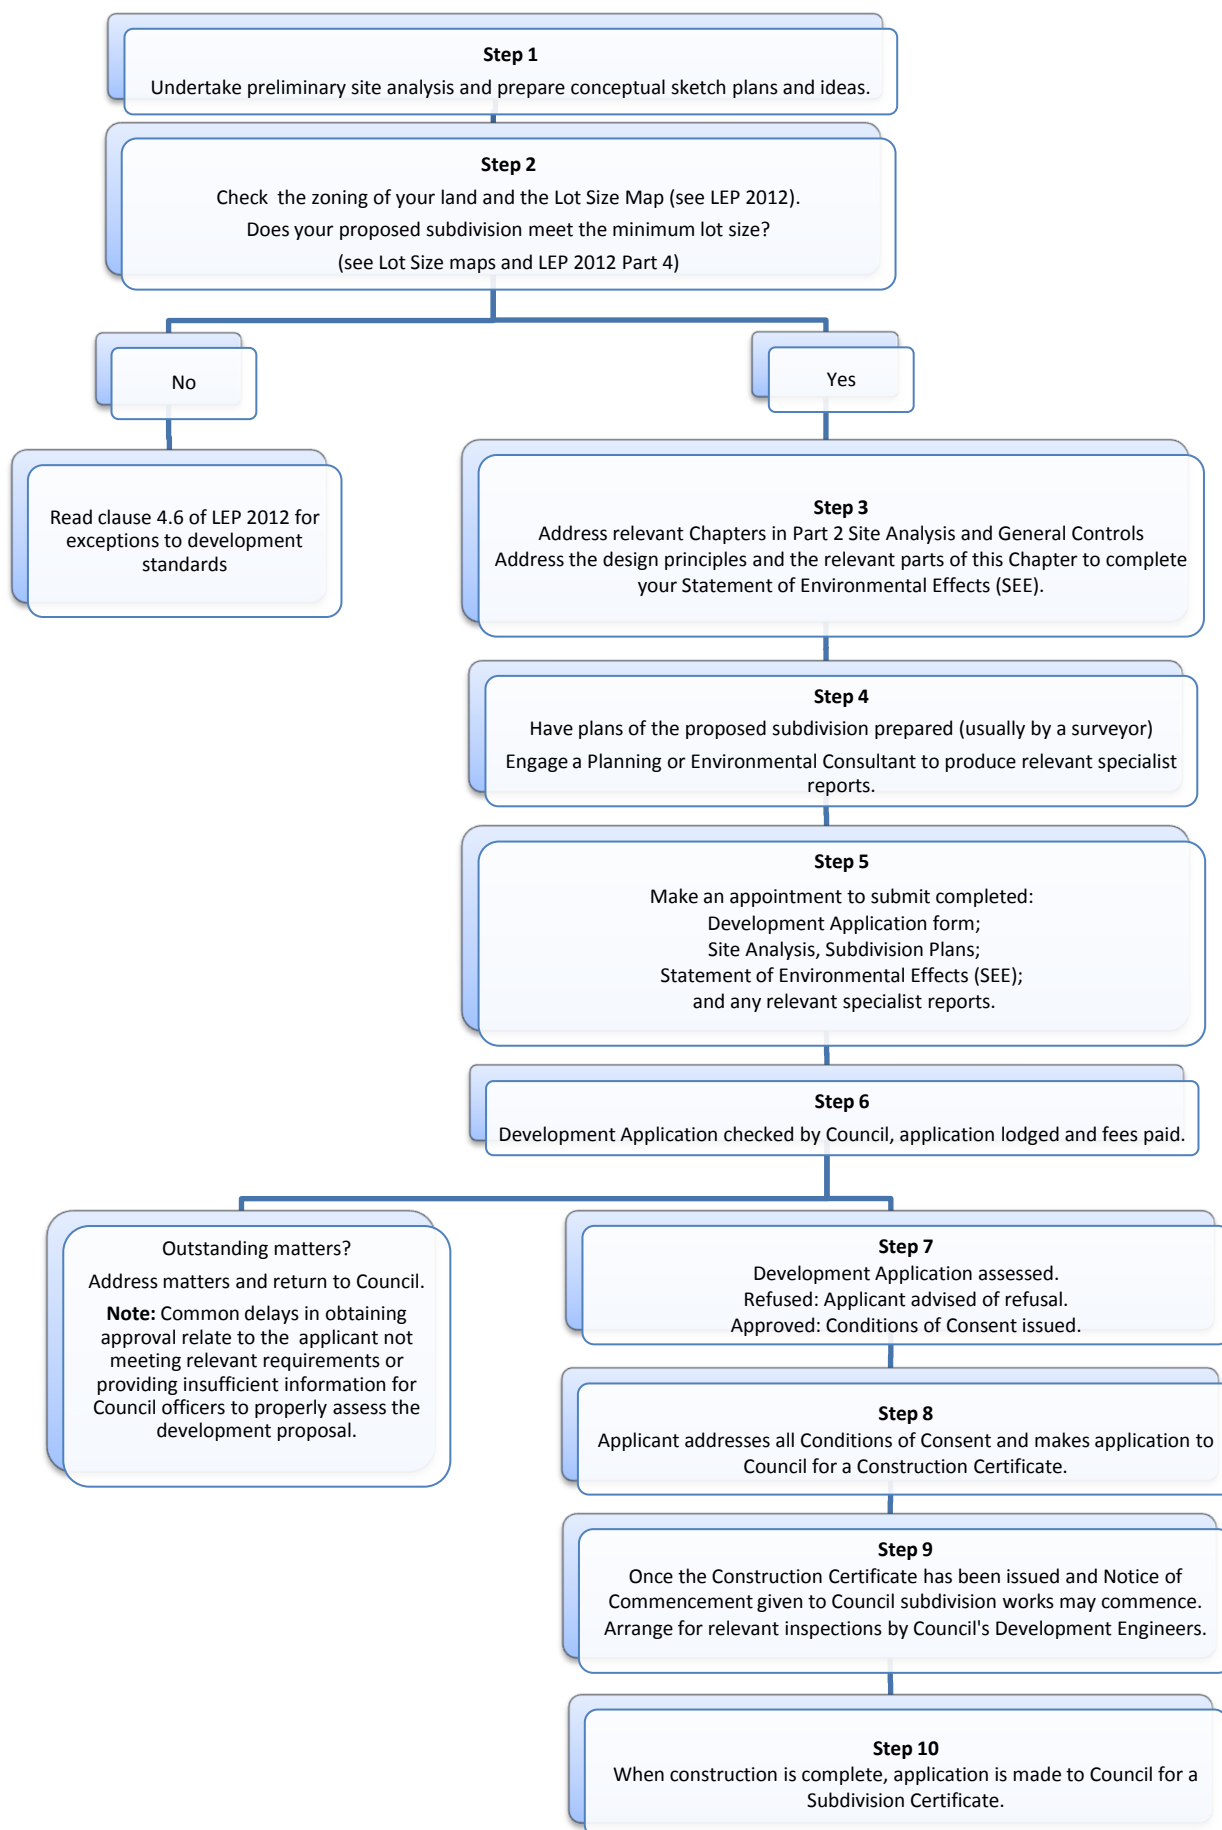 Step 1
Undertake preliminary site analysis and prepare conceptual sketch plans and ideas.
Step 2
Check the zoning of your land and the Lot Size Map (see LEP 2012).
Does your proposed subdivision meet the minimum lot size?
(see Lot Size maps and LEP 2012 Part 4)
No
Yes
Read clause 4.6 of LEP 2012 for
exceptions to development
standards
Step 3
Address relevant Chapters in Part 2 Site Analysis and General Controls
Address the design principles and the relevant parts of this Chapter to complete
your Statement of Environmental Effects (SEE).
Step 4
Have plans of the proposed subdivision prepared (usually by a surveyor)
Engage a Planning or Environmental Consultant to produce relevant specialist
reports.
Step 5
Make an appointment to submit completed:
Development Application form;
Site Analysis, Subdivision Plans;
Statement of Environmental Effects (SEE);
and any relevant specialist reports.
Step 6
Development Application checked by Council, application lodged and fees paid.
Outstanding matters?
Address matters and return to Council.
Note: Common delays in obtaining
approval relate to the applicant not
meeting relevant requirements or
providing insufficient information for
Council officers to properly assess the
development proposal.
Step 7
Development Application assessed.
Refused: Applicant advised of refusal.
Approved: Conditions of Consent issued.
Step 8
Applicant addresses all Conditions of Consent and makes application to
Council for a Construction Certificate.
Step 9
Once the Construction Certificate has been issued and Notice of
Commencement given to Council subdivision works may commence.
Arrange for relevant inspections by Council's Development Engineers.
Step 10
When construction is complete, application is made to Council for a
Subdivision Certificate.